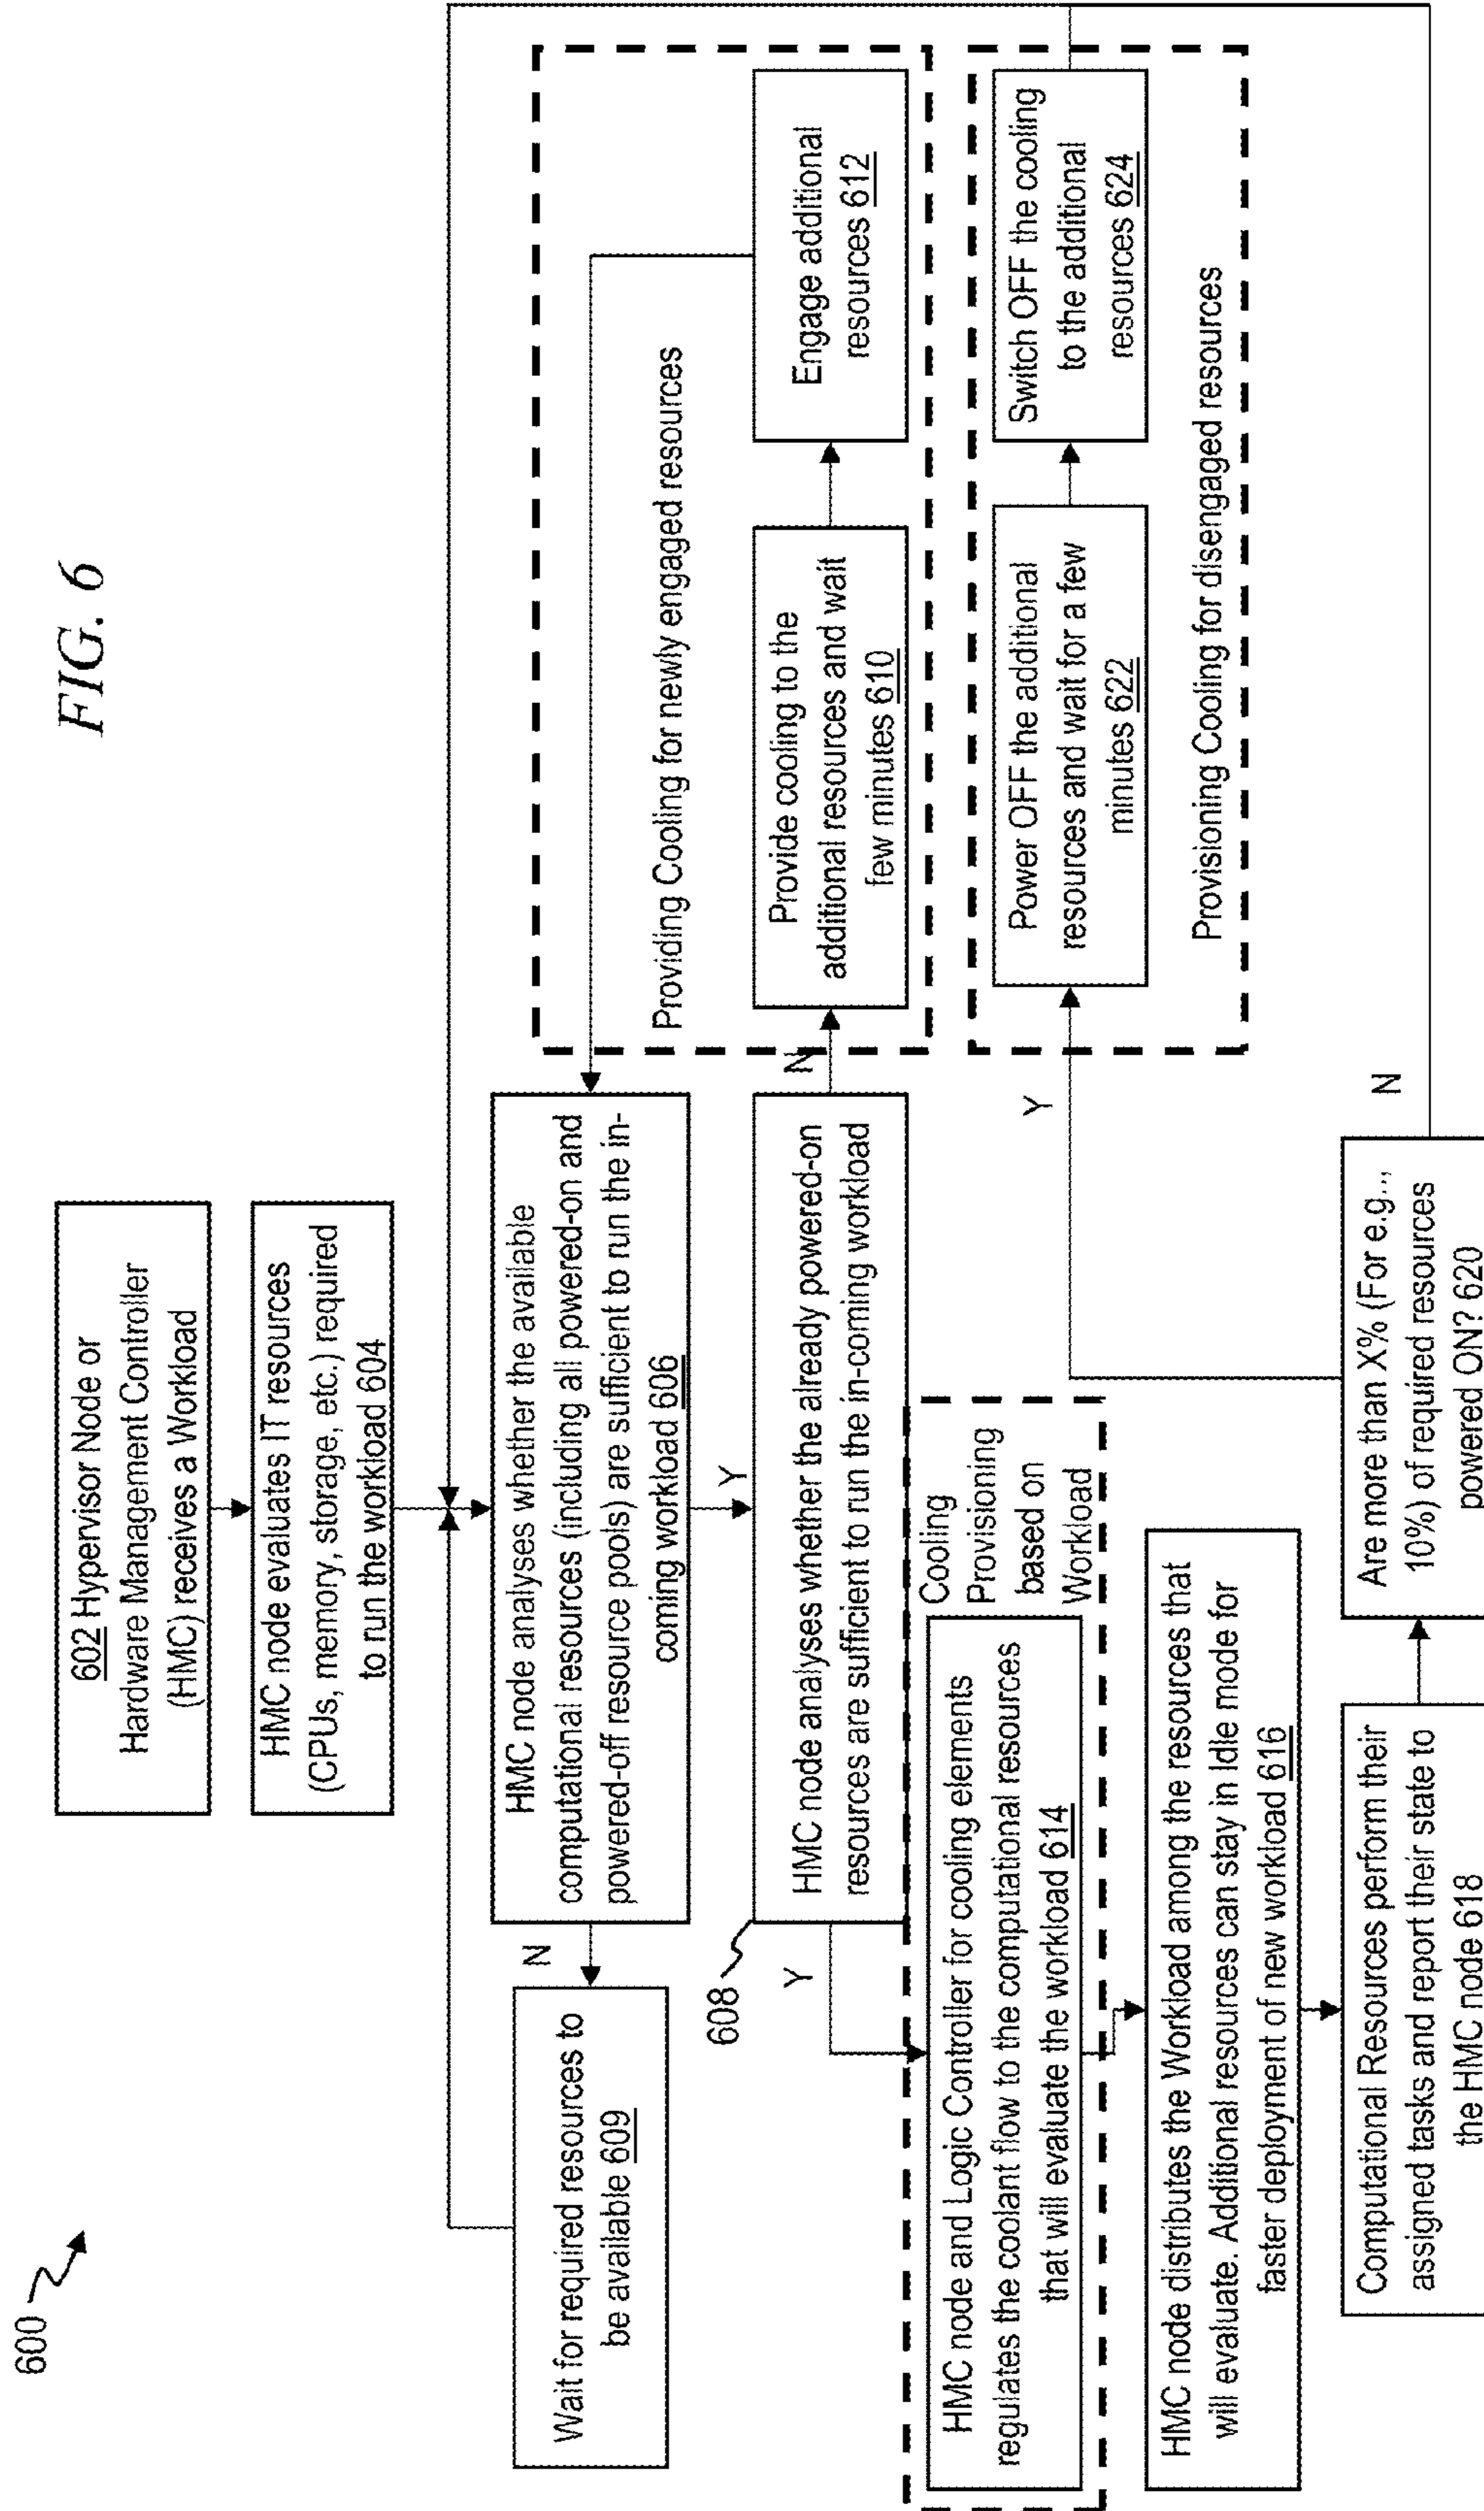 FIG. 6
600
602 Hypervisor Node or
Hardware Management Controller
(HMC) receives a Workload
HMC node evaluates IT resources
(CPUs, memory, storage, etc.) required
to run the workload 604
HMC node analyses whether the available
computational resources (including all powered-on and
powered-off resource pools) are sufficient to run the in-
coming workload 606
N
Wait for required resources to
be available 609
Y
608
HMC node analyses whether the already powered-on
resources are sufficient to run the in-coming workload
N
Providing Cooling for newly engaged resources
Provide cooling to the
additional resources and wait
few minutes 610
Engage additional
resources 612
Y
Cooling
Provisioning
based on
Workload
HMC node and Logic Controller for cooling elements
regulates the coolant flow to the computational resources
that will evaluate the workload 614
HMC node distributes the Workload among the resources that
will evaluate. Additional resources can stay in Idle mode for
faster deployment of new workload 616
Computational Resources perform their
assigned tasks and report their state to
the HMC node 618
Are more than X% (For e.g..,
10%) of required resources
powered ON? 620
Y
N
Power OFF the additional
resources and wait for a few
minutes 622
Switch OFF the cooling
to the additional
resources 624
Provisioning Cooling for disengaged resources